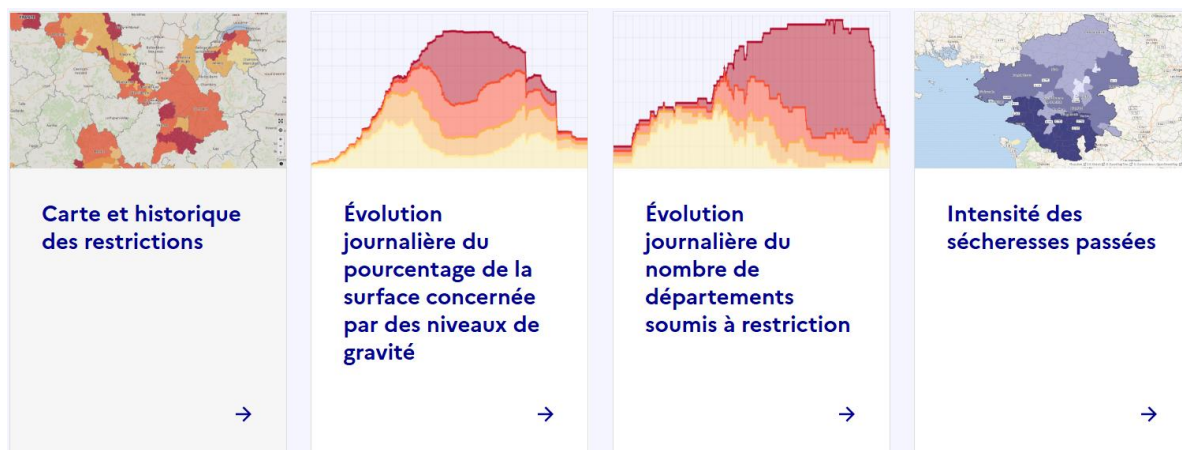 Carte et historique
des restrictions
Évolution
journalière du
pourcentage de la
surface concernée
par des niveaux de
gravité
Évolution
journalière du
nombre de
départements
soumis à restriction
Intensité des
sécheresses passées